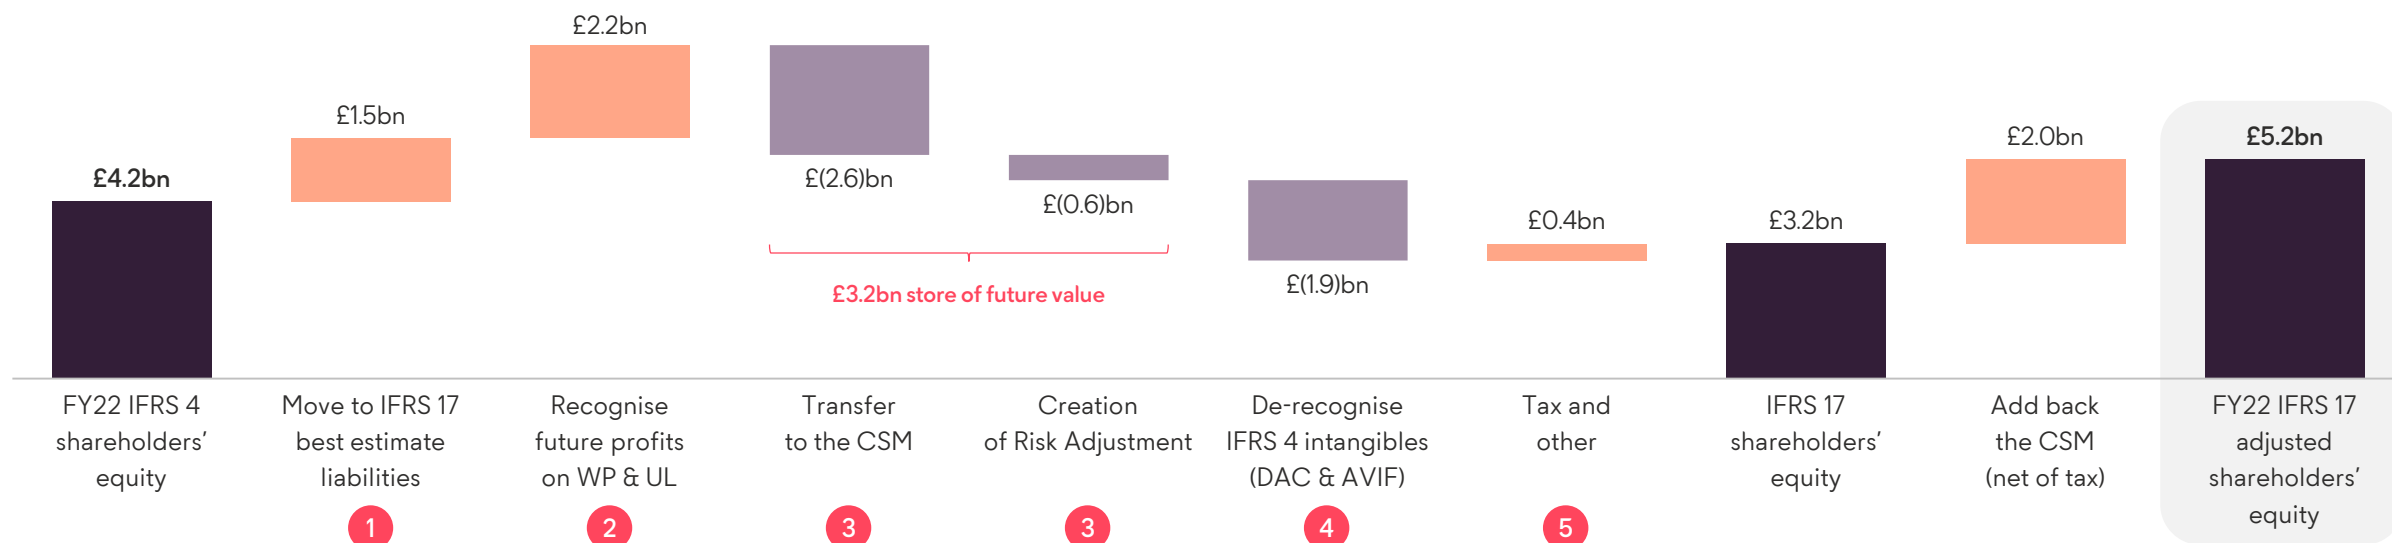 £4.2bn
£1.5bn
£2.2bn
£(2.6)bn
£(0.6)bn
£3.2bn store of future value
£(1.9)bn
£0.4bn
£3.2bn
£2.0bn
£5.2bn
FY22 IFRS 4
shareholders’
equity
Move to IFRS 17
best estimate
liabilities
1
Recognise
future profits
on WP & UL
2
Transfer
to the CSM
3
Creation
of Risk Adjustment
3
De-recognise
IFRS 4 intangibles
(DAC & AVIF)
4
Tax and
other
5
IFRS 17
shareholders’
equity
Add back
the CSM
(net of tax)
FY22 IFRS 17
adjusted
shareholders’
equity